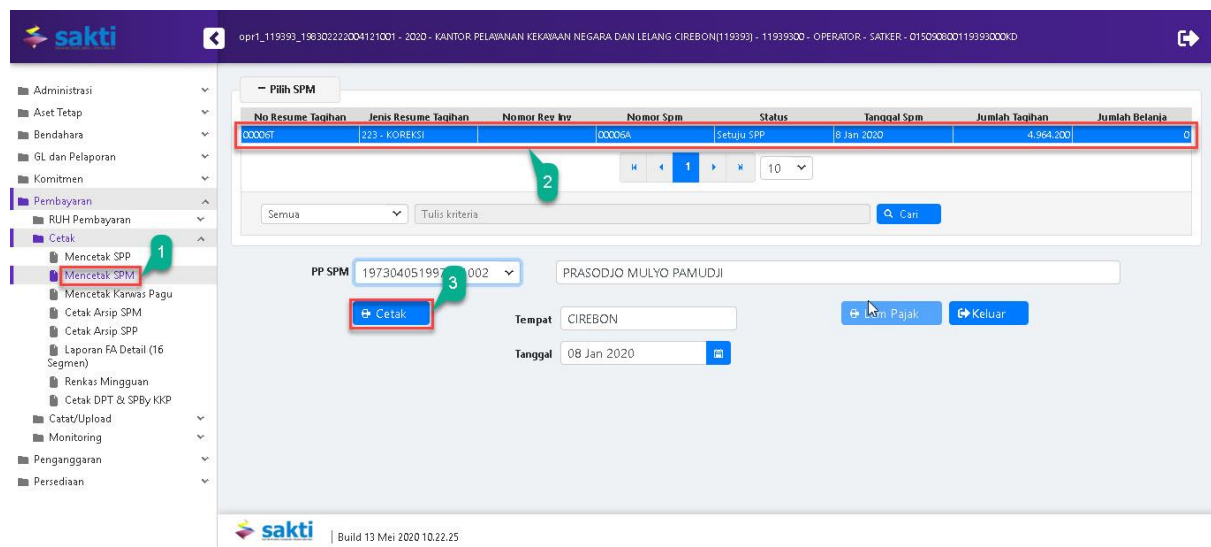 sakti
opr1_119393_198302222004121001 - 2020 - KANTOR PELAYANAN KEKAYAAN NEGARA DAN LELANG CIREBON(119393) - 11939300 - OPERATOR - SATKER - 015090800119393000KD
Administrasi
Aset Tetap
Bendahara
GL dan Pelaporan
Komitmen
Pembayaran
RUH Pembayaran
Cetak
Mencetak SPP
1
Mencetak SPM
Mencetak Karwas Pagu
Cetak Arsip SPM
Cetak Arsip SPP
Laporan FA Detail (16
Segmen)
Renkas Mingguan
Cetak DPT & SPBy KKP
Catat/Upload
Monitoring
Penganggaran
Persediaan
Pilih SPM
No Resume Tagihan Jenis Resume Tagihan Nomor Rev Inv Nomor Spm Status Tanggal Spm Jumlah Tagihan Jumlah Belanja
00006T 223 - KOREKSI 00006A Setuju SPP 8 Jan 2020 4.964.200 0
1 10
2
Semua Tulis kriteria Cari
PP SPM 002 PRASODJO MULYO PAMUDJI
3
Cetak Tempat CIREBON Pajak Keluar
Tanggal 08 Jan 2020
sakti | Build 13 Mei 2020 10.22.25